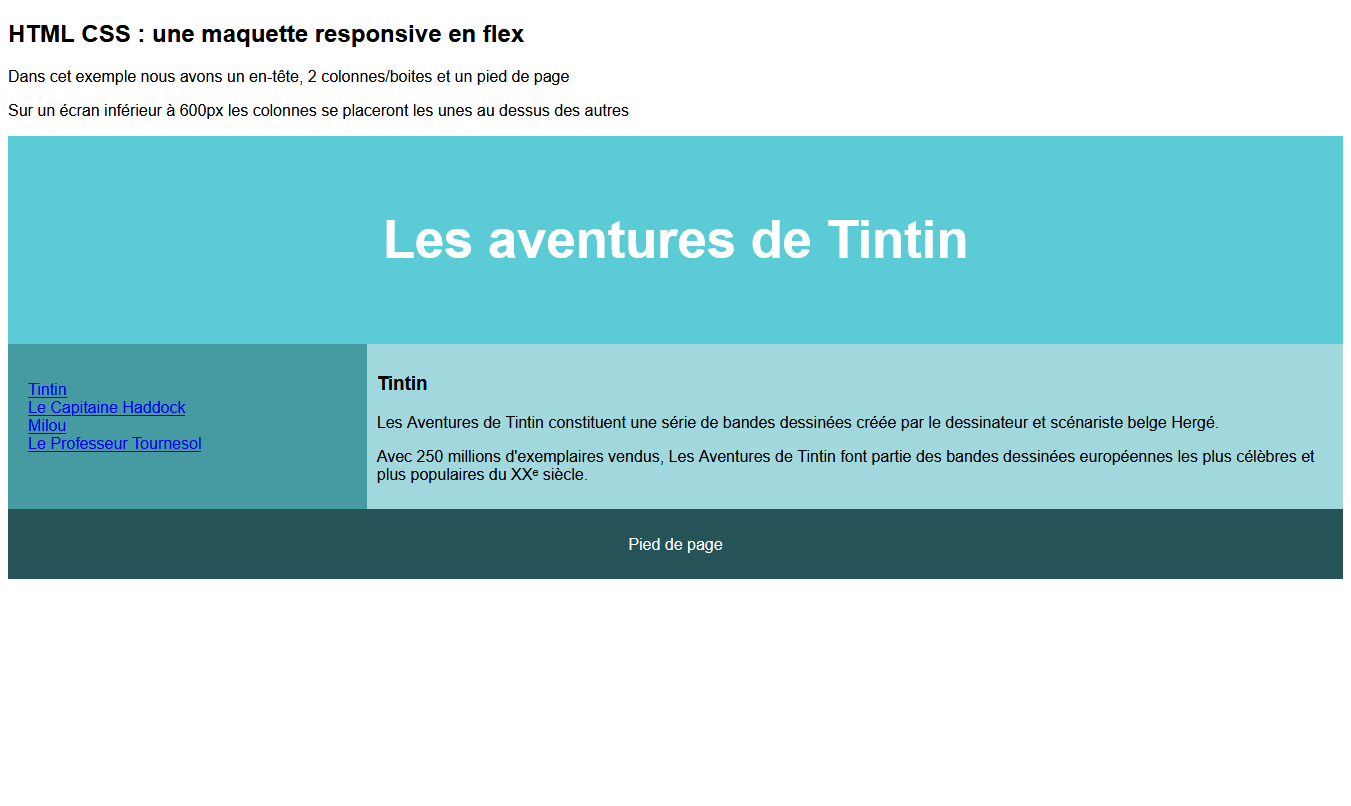 HTML CSS : une maquette responsive en flex
Dans cet exemple nous avons un en-tête, 2 colonnes/boites et un pied de page
Sur un écran inférieur à 600px les colonnes se placeront les unes au dessus des autres
Les aventures de Tintin
Tintin
Le Capitaine Haddock
Milou
Le Professeur Tournesol
Tintin
Les Aventures de Tintin constituent une série de bandes dessinées créée par le dessinateur et scénariste belge Hergé.
Avec 250 millions d'exemplaires vendus, Les Aventures de Tintin font partie des bandes dessinées européennes les plus célèbres et
plus populaires du XXᵉ siècle.
Pied de page